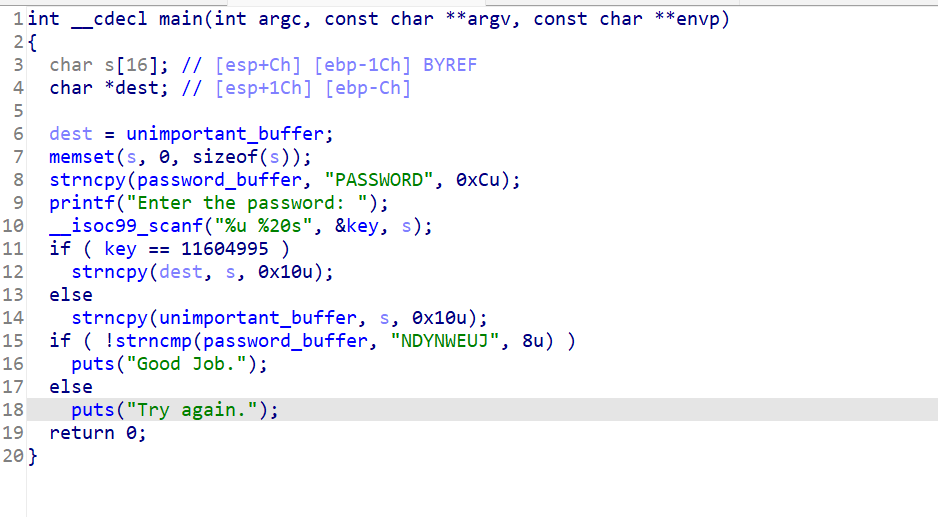 1 int __cdecl main(int argc, const char **argv, const char **envp)
2 {
3   char s[16]; // [esp+Ch] [ebp-1Ch] BYREF
4   char *dest; // [esp+1Ch] [ebp-Ch]
5
6   dest = unimportant_buffer;
7   memset(s, 0, sizeof(s));
8   strncpy(password_buffer, "PASSWORD", 0xCu);
9   printf("Enter the password: ");
10   __isoc99_scanf("%u %20s", &key, s);
11   if ( key == 11604995 )
12     strncpy(dest, s, 0x10u);
13   else
14     strncpy(unimportant_buffer, s, 0x10u);
15   if ( !strncmp(password_buffer, "NDYNWEUJ", 8u) )
16     puts("Good Job.");
17   else
18     puts("Try again.");
19   return 0;
20 }